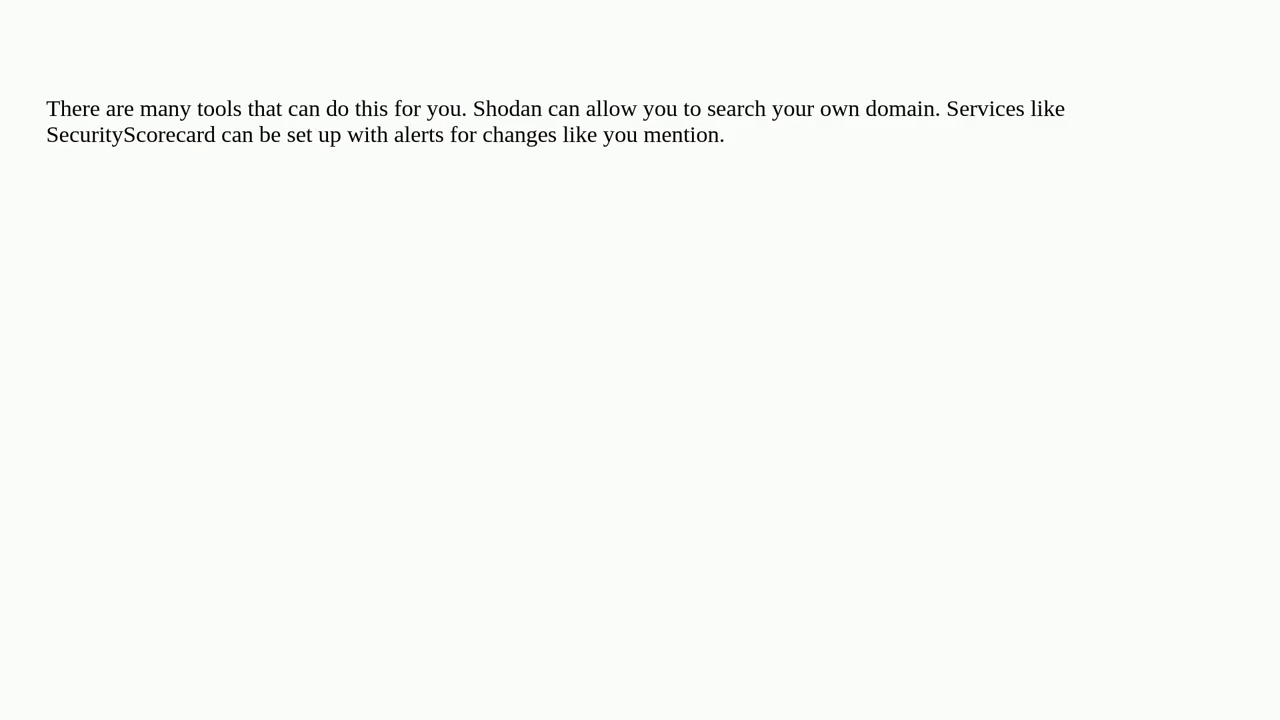 There are many tools that can do this for you. Shodan can allow you to search your own domain. Services like
SecurityScorecard can be set up with alerts for changes like you mention.